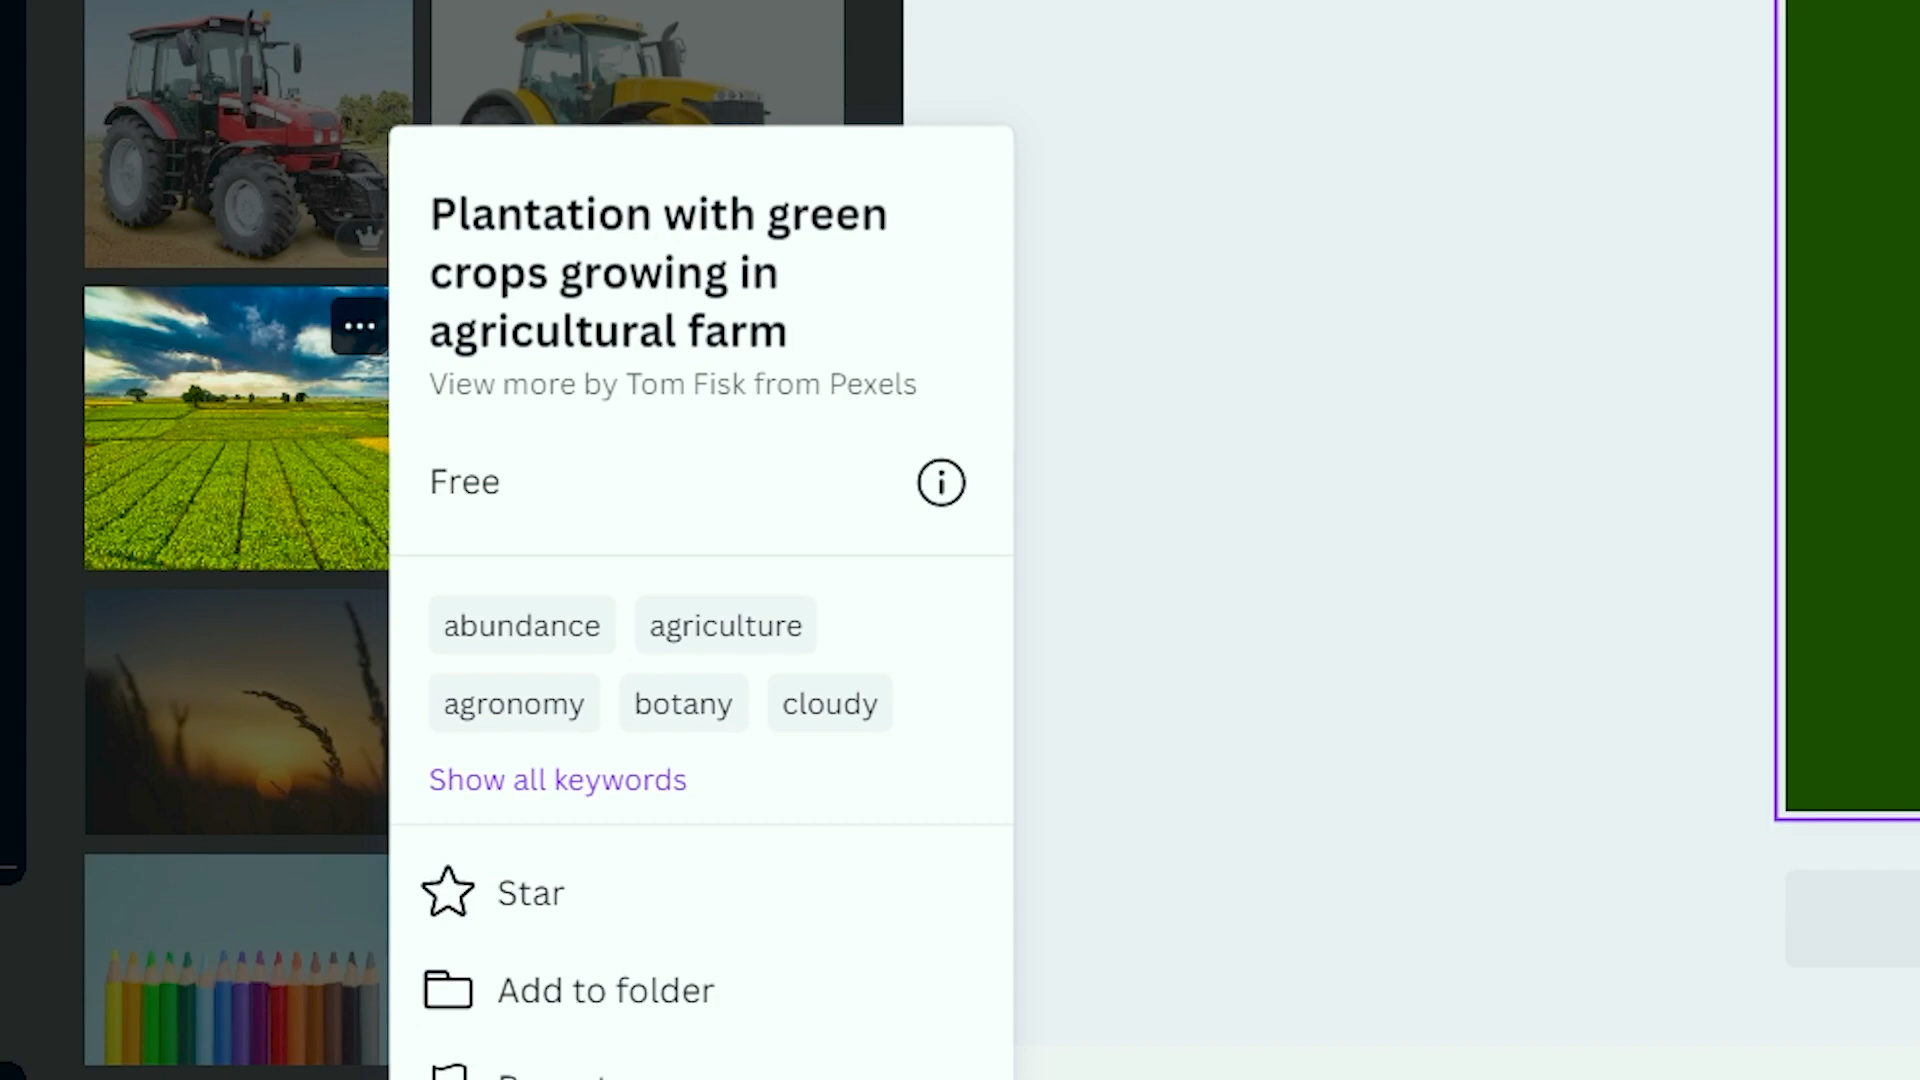 Plantation with green
crops growing in
agricultural farm
View more by Tom Fisk from Pexels
Free
abundance
agriculture
agronomy
botany
cloudy
Show all keywords
Star
Add to folder